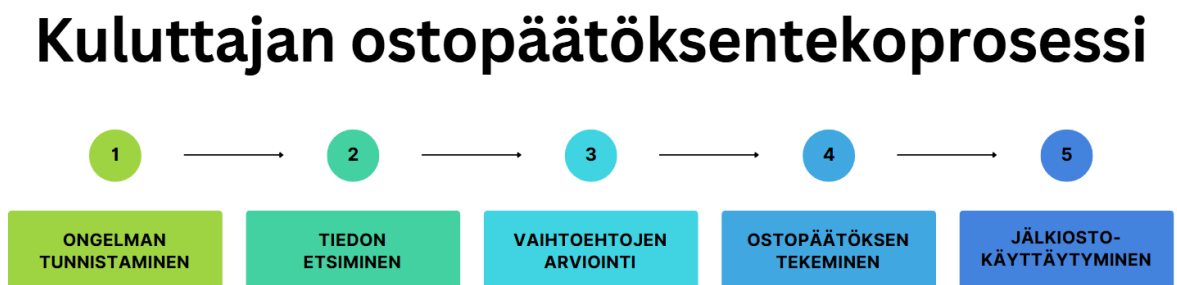 Kuluttajan ostopäätöksentekoprosessi
1
2
3
4
5
ONGELMAN
TUNNISTAMINEN
TIEDON
ETSIMINEN
VAIHTOEHTOJEN
ARVIOINTI
OSTOPÄÄTÖKSEN
TEKEMINEN
JÄLKIOSTO-
KÄYTTÄYTYMINEN